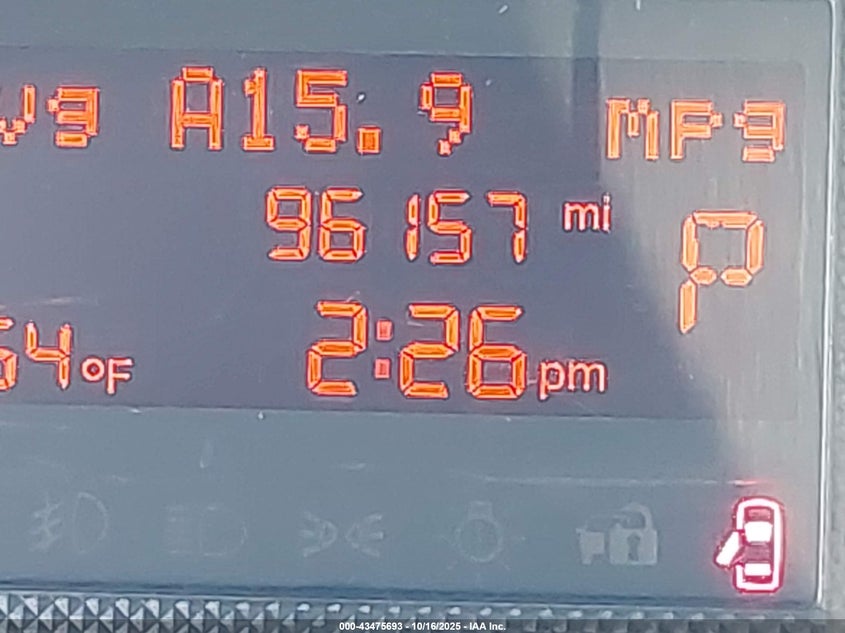 vg A15.9 MPg
96157 mi
P
64 °F 2:26 pm
000-43475693 - 10/16/2025 - IAA Inc.